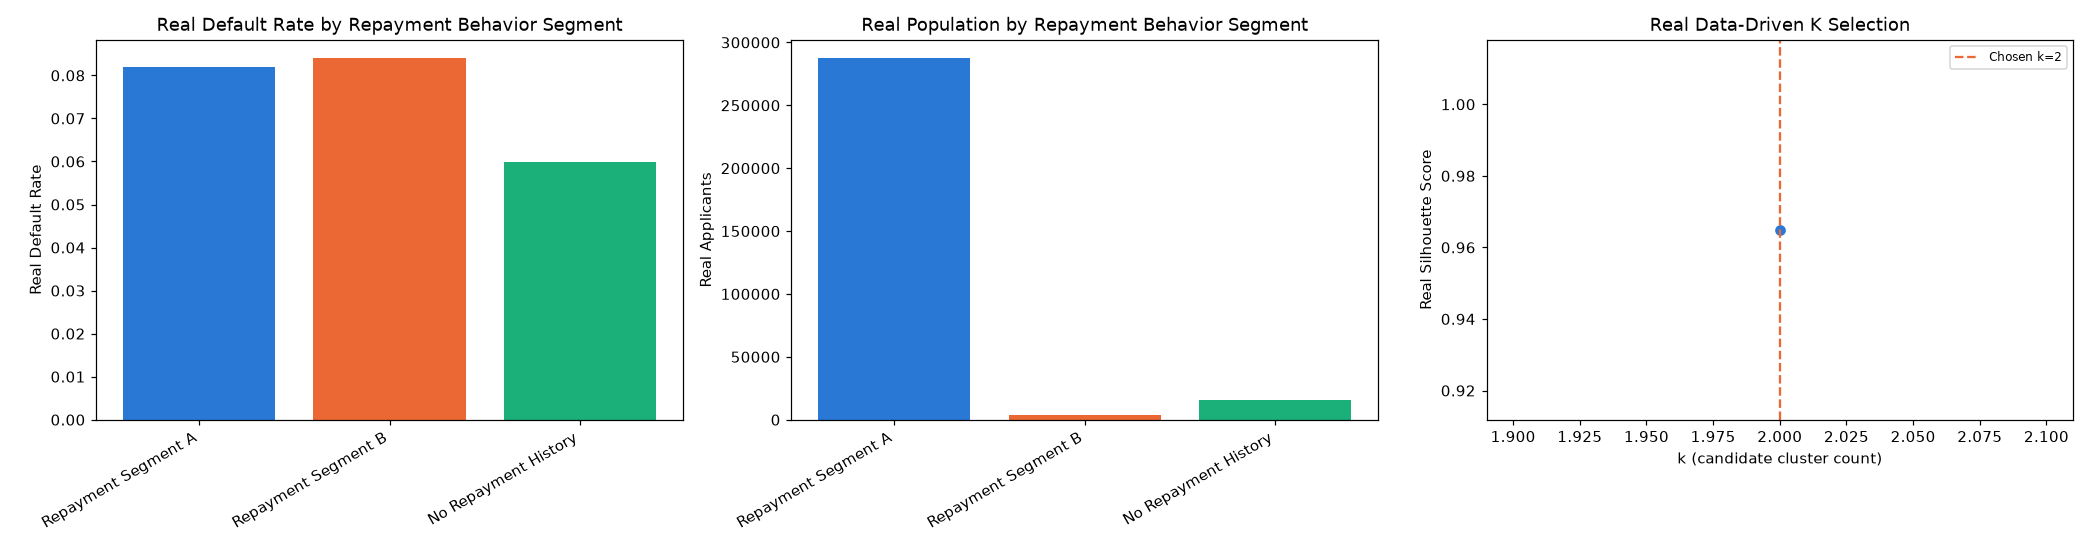 Real Default Rate by Repayment Behavior Segment
Real Default Rate
0.08
0.07
0.06
0.05
0.04
0.03
0.02
0.01
0.00
Repayment Segment A
Repayment Segment B
No Repayment History
Real Population by Repayment Behavior Segment
Real Applicants
300000
250000
200000
150000
100000
50000
0
Repayment Segment A
Repayment Segment B
No Repayment History
Real Data-Driven K Selection
Chosen k=2
Real Silhouette Score
1.00
0.98
0.96
0.94
0.92
1.900 1.925 1.950 1.975 2.000 2.025 2.050 2.075 2.100
k (candidate cluster count)